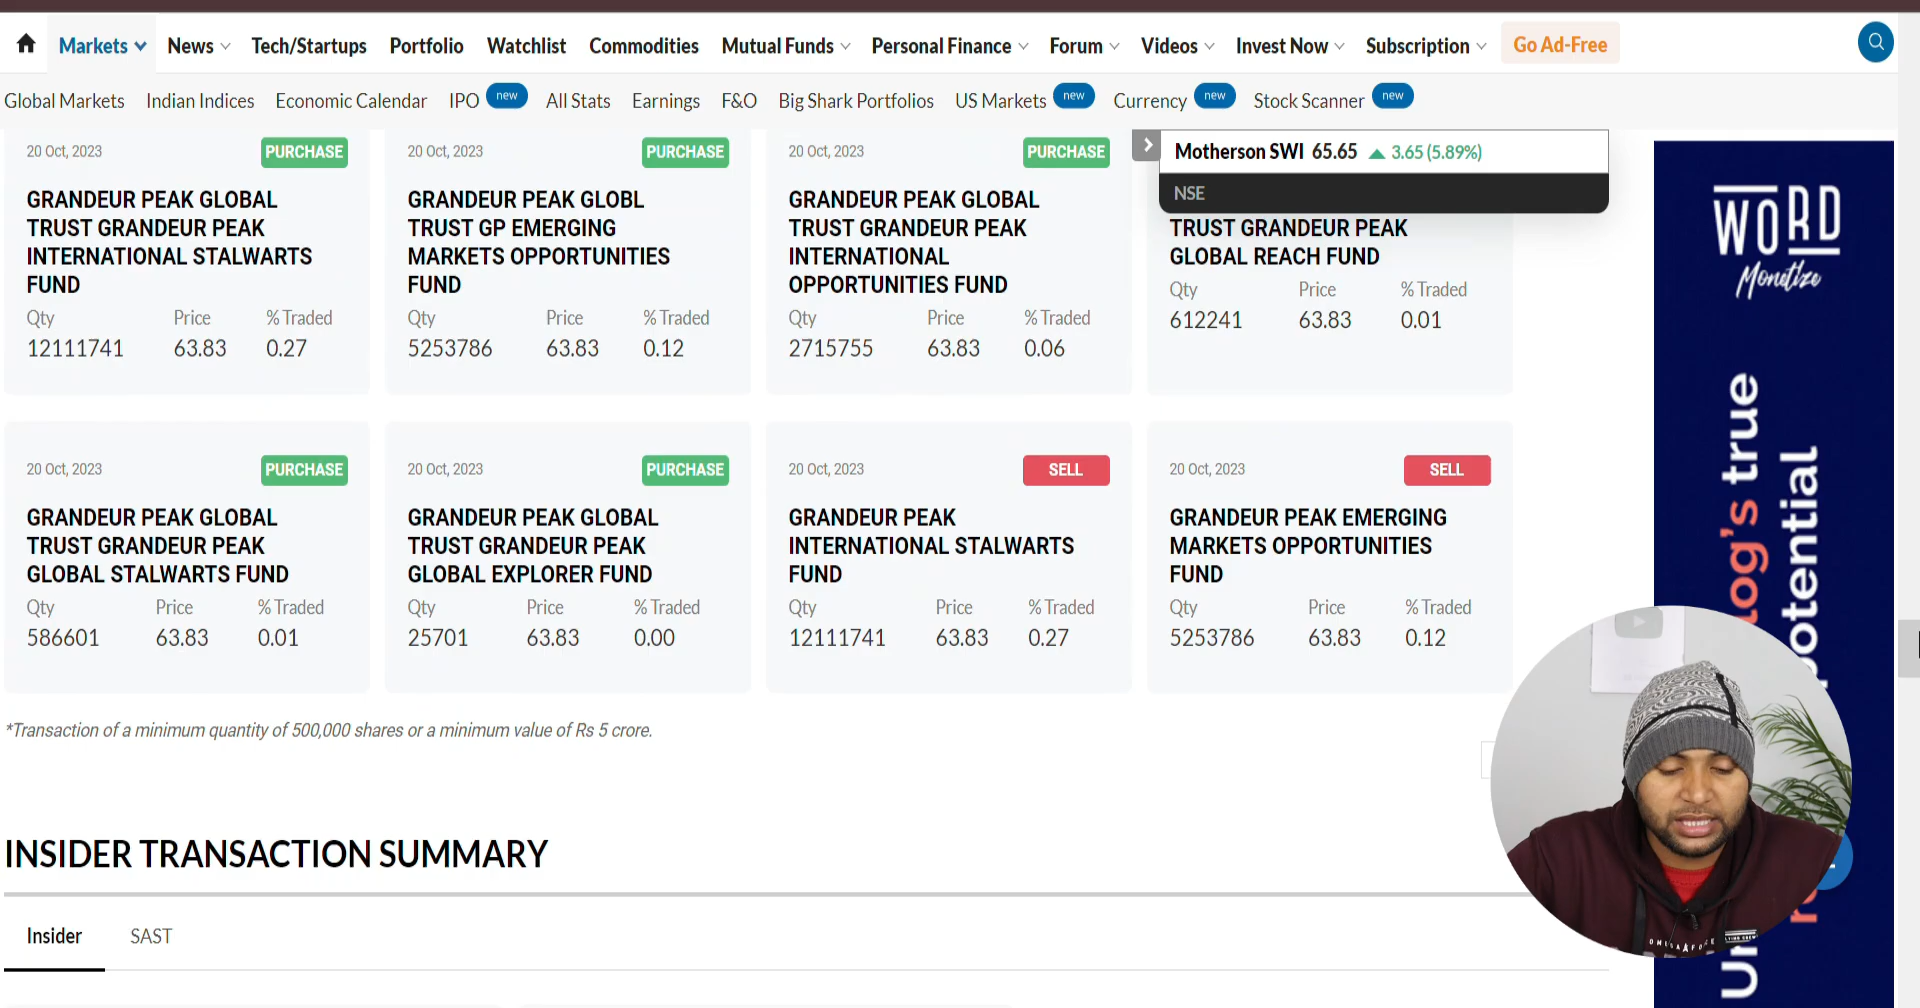 Markets News Tech/Startups Portfolio Watchlist Commodities Mutual Funds Personal Finance Forum Videos Invest Now Subscription Go Ad-Free
Global Markets Indian Indices Economic Calendar IPO new All Stats Earnings F&O Big Shark Portfolios US Markets new Currency new Stock Scanner new
Motherson SWI 65.65 3.65 (5.89%)
NSE
20 Oct, 2023 PURCHASE
GRANDEUR PEAK GLOBAL
TRUST GRANDEUR PEAK
INTERNATIONAL STALWARTS
FUND
Qty Price % Traded
12111741 63.83 0.27
20 Oct, 2023 PURCHASE
GRANDEUR PEAK GLOBL
TRUST GP EMERGING
MARKETS OPPORTUNITIES
FUND
Qty Price % Traded
5253786 63.83 0.12
20 Oct, 2023 PURCHASE
GRANDEUR PEAK GLOBAL
TRUST GRANDEUR PEAK
INTERNATIONAL
OPPORTUNITIES FUND
Qty Price % Traded
2715755 63.83 0.06
TRUST GRANDEUR PEAK
GLOBAL REACH FUND
Qty Price % Traded
612241 63.83 0.01
20 Oct, 2023 PURCHASE
GRANDEUR PEAK GLOBAL
TRUST GRANDEUR PEAK
GLOBAL STALWARTS FUND
Qty Price % Traded
586601 63.83 0.01
20 Oct, 2023 PURCHASE
GRANDEUR PEAK GLOBAL
TRUST GRANDEUR PEAK
GLOBAL EXPLORER FUND
Qty Price % Traded
25701 63.83 0.00
20 Oct, 2023 SELL
GRANDEUR PEAK
INTERNATIONAL STALWARTS
FUND
Qty Price % Traded
12111741 63.83 0.27
20 Oct, 2023 SELL
GRANDEUR PEAK EMERGING
MARKETS OPPORTUNITIES
FUND
Qty Price % Traded
5253786 63.83 0.12
*Transaction of a minimum quantity of 500,000 shares or a minimum value of Rs 5 crore.
INSIDER TRANSACTION SUMMARY
Insider SAST
WORD
Monetize
log's true
potential